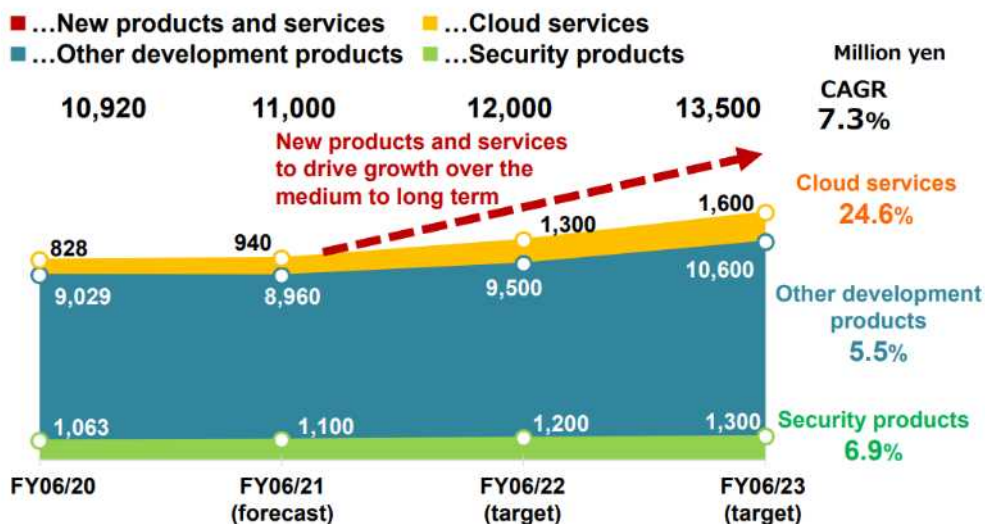 ■...New products and services ■...Cloud services
■...Other development products ■...Security products
Million yen
10,920 11,000 12,000 13,500
CAGR
7.3%
New products and services
to drive growth over the
medium to long term
Cloud services
24.6%
828 940 1,300 1,600
9,029 8,960 9,500 10,600
Other development
products
5.5%
1,063 1,100 1,200 1,300
Security products
6.9%
FY06/20 FY06/21 FY06/22 FY06/23
(forecast) (target) (target)